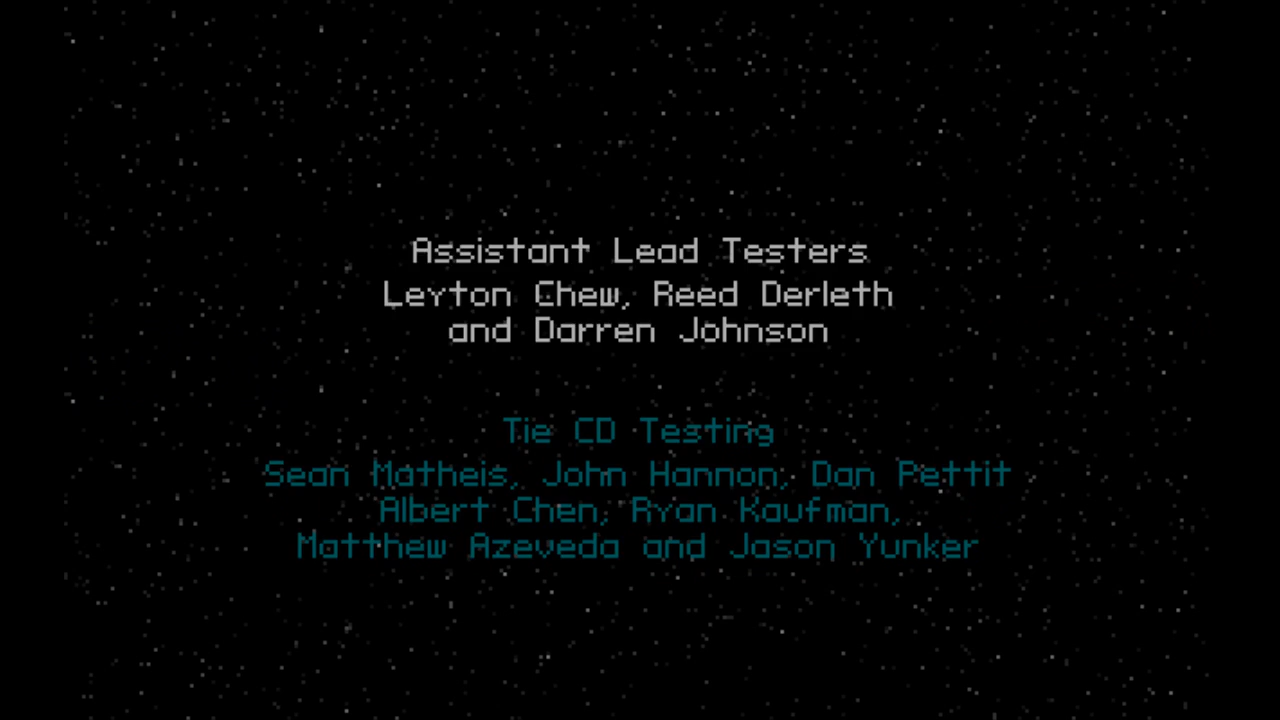 Assistant Lead Testers
Leyton Chew, Reed Derleth
and Darren Johnson
Tie CD Testing
Sean Matheis, John Hannon, Dan Pettit
Albert Chen, Ryan Kaufman,
Matthew Azeveda and Jason Yunker